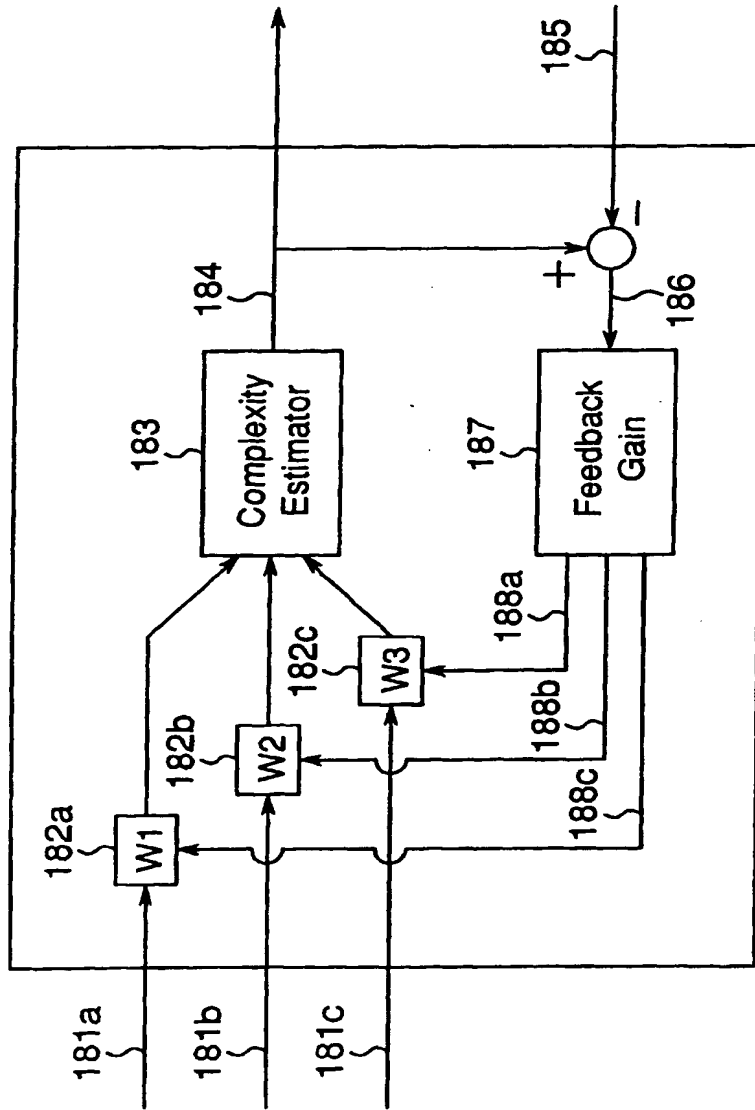 181a
182a
W1
181b
182b
W2
181c
182c
W3
183
Complexity
Estimator
184
185
+
−
186
187
Feedback
Gain
188a
188b
188c